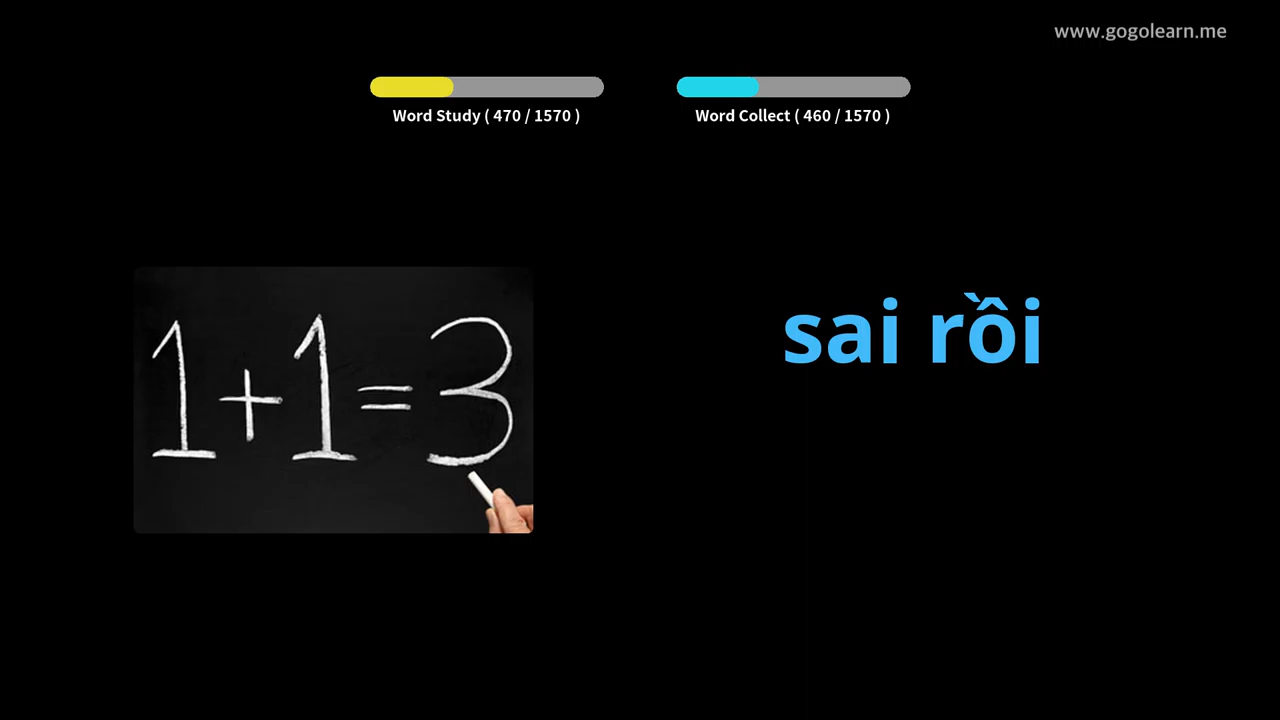 www.gogolearn.me
Word Study ( 470 / 1570 )
Word Collect ( 460 / 1570 )
1+1=3
sai rồi